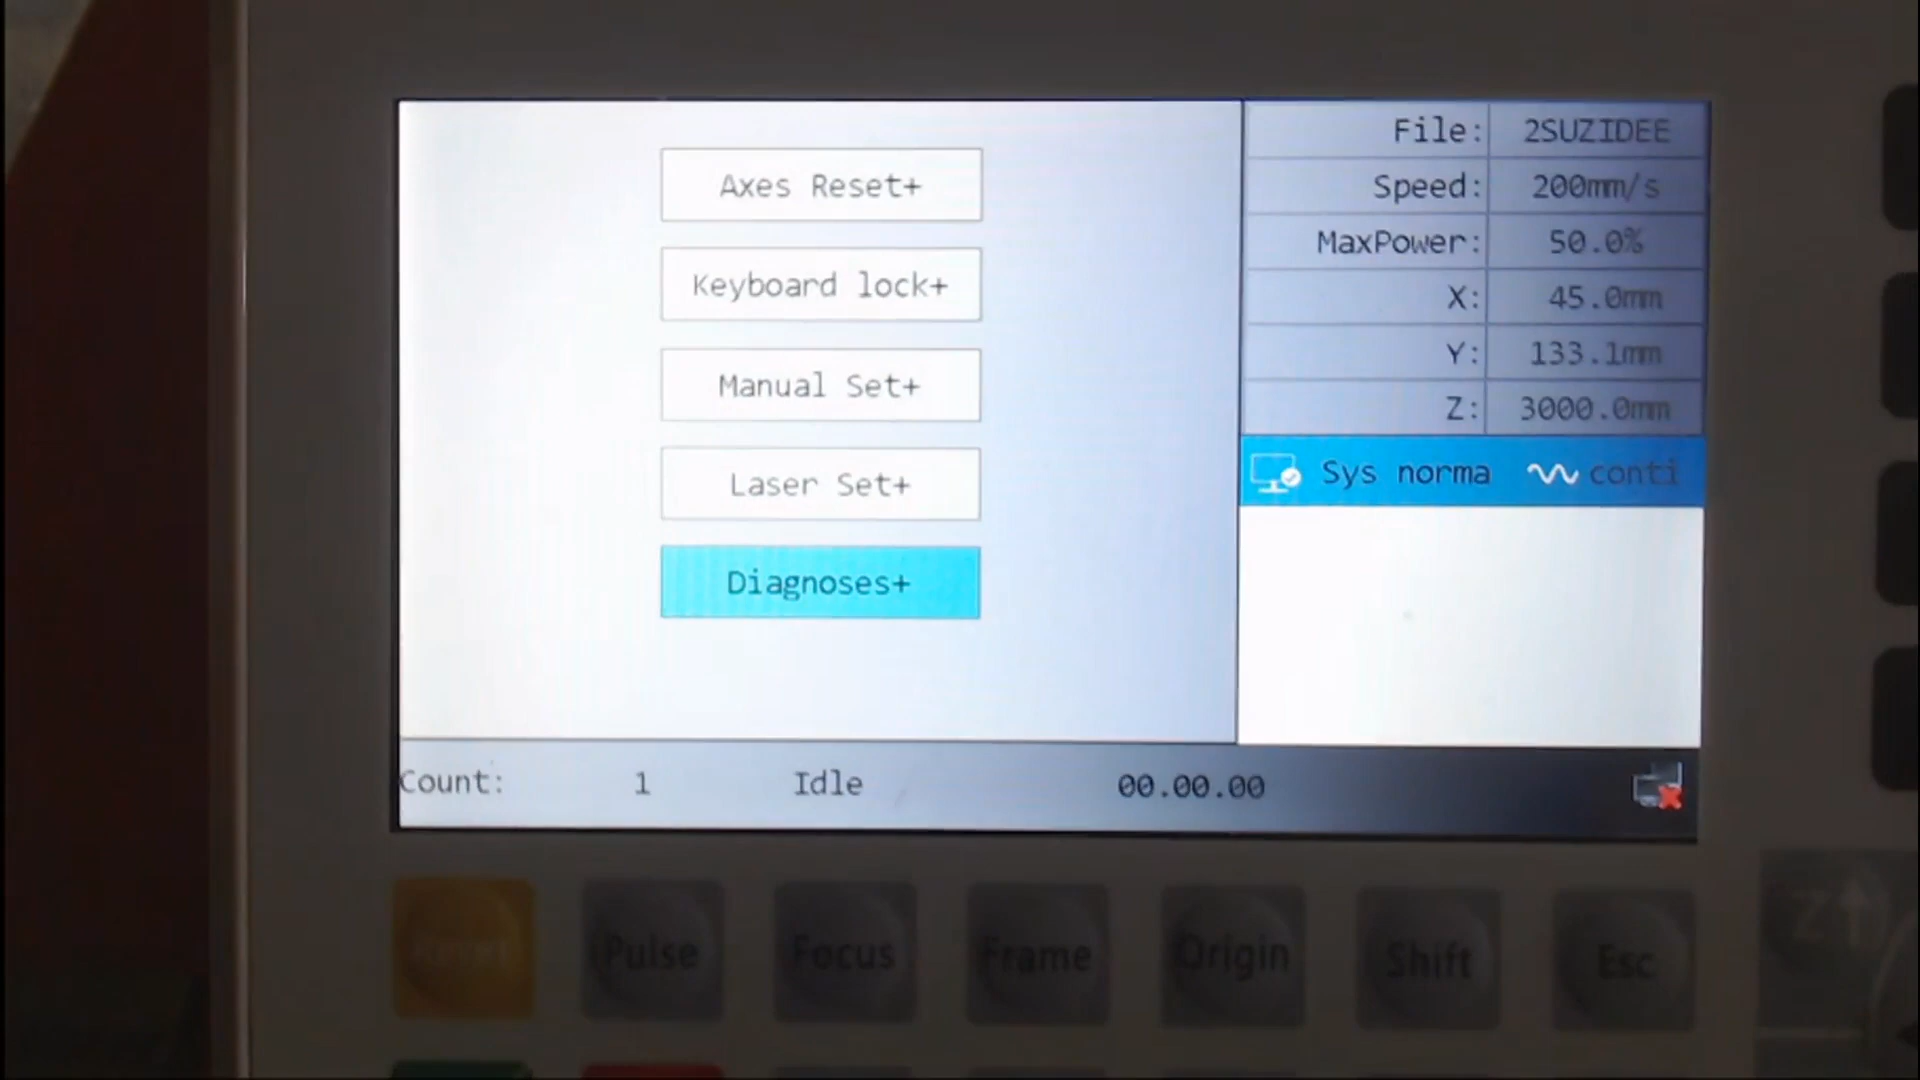 Axes Reset+
Keyboard lock+
Manual Set+
Laser Set+
Diagnoses+
File: 2SUZIDEE
Speed: 200mm/s
MaxPower: 50.0%
X: 45.0mm
Y: 133.1mm
Z: 3000.0mm
Sys norma conti
Count: 1 Idle 00.00.00
Pulse Focus Frame Origin Shift Esc
Z